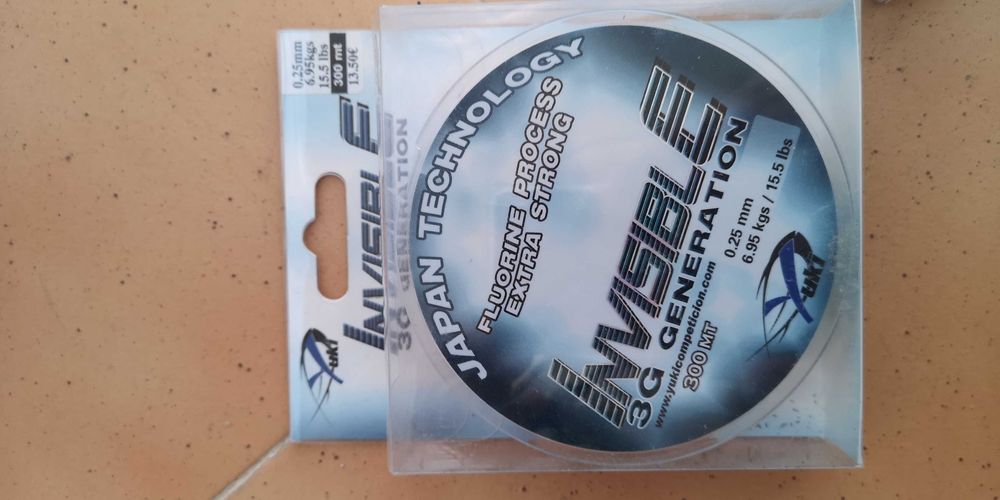 0.25mm
6.95kgs
15.5 lbs
300 mt
13.50€
INVISIBLE
3G GENERATION
Yuki
JAPAN TECHNOLOGY
FLUORINE PROCESS
EXTRA STRONG
INVISIBLE
3G GENERATION
www.yukicompeticion.com
300 MT
0.25 mm
6.95 kgs / 15.5 lbs
Yuki